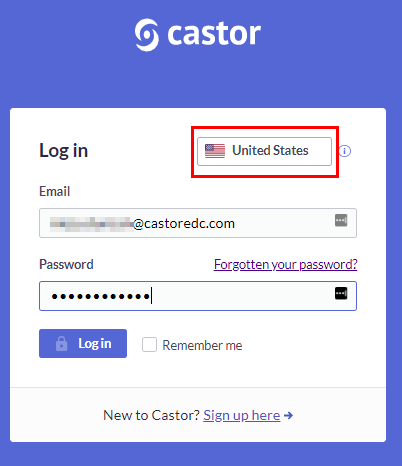 castor
Log in
United States
Email
@castoredc.com
Password
Forgotten your password?
Log in
Remember me
New to Castor? Sign up here →